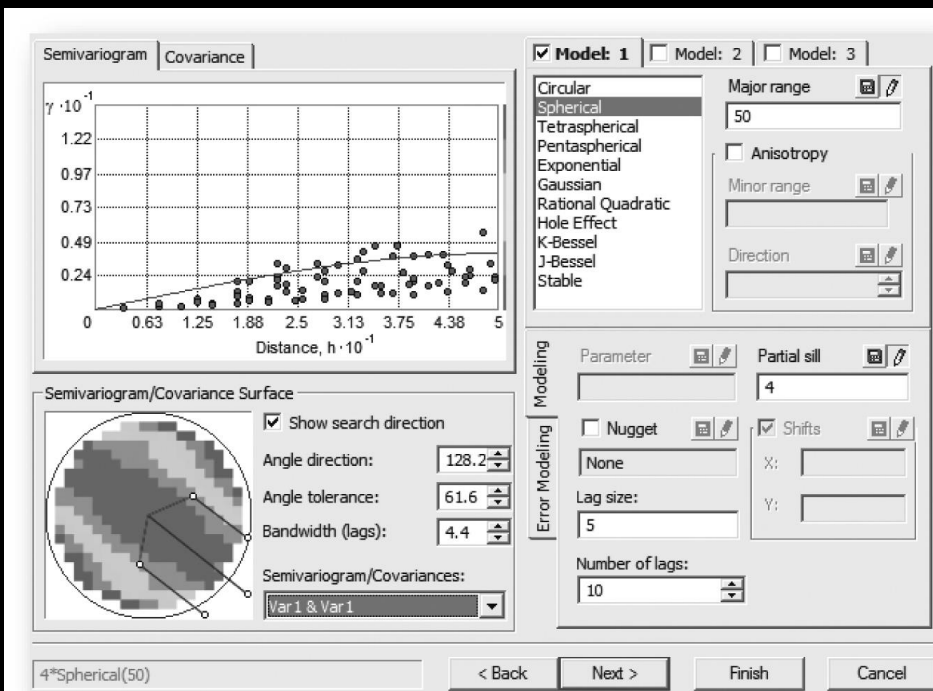 Semivariogram Covariance
γ ·10⁻¹
1.22
0.97
0.73
0.49
0.24
0 0.63 1.25 1.88 2.5 3.13 3.75 4.38 5
Distance, h ·10⁻¹
Semivariogram/Covariance Surface
Show search direction
Angle direction: 128.2
Angle tolerance: 61.6
Bandwidth (lags): 4.4
Semivariogram/Covariances:
Var1 & Var1
Model: 1 Model: 2 Model: 3
Circular
Spherical
Tetraspherical
Pentaspherical
Exponential
Gaussian
Rational Quadratic
Hole Effect
K-Bessel
J-Bessel
Stable
Major range
50
Anisotropy
Minor range
Direction
Modeling
Error Modeling
Parameter Partial sill
4
Nugget Shifts
None X:
Lag size: Y:
5
Number of lags:
10
4*Spherical(50) < Back Next > Finish Cancel